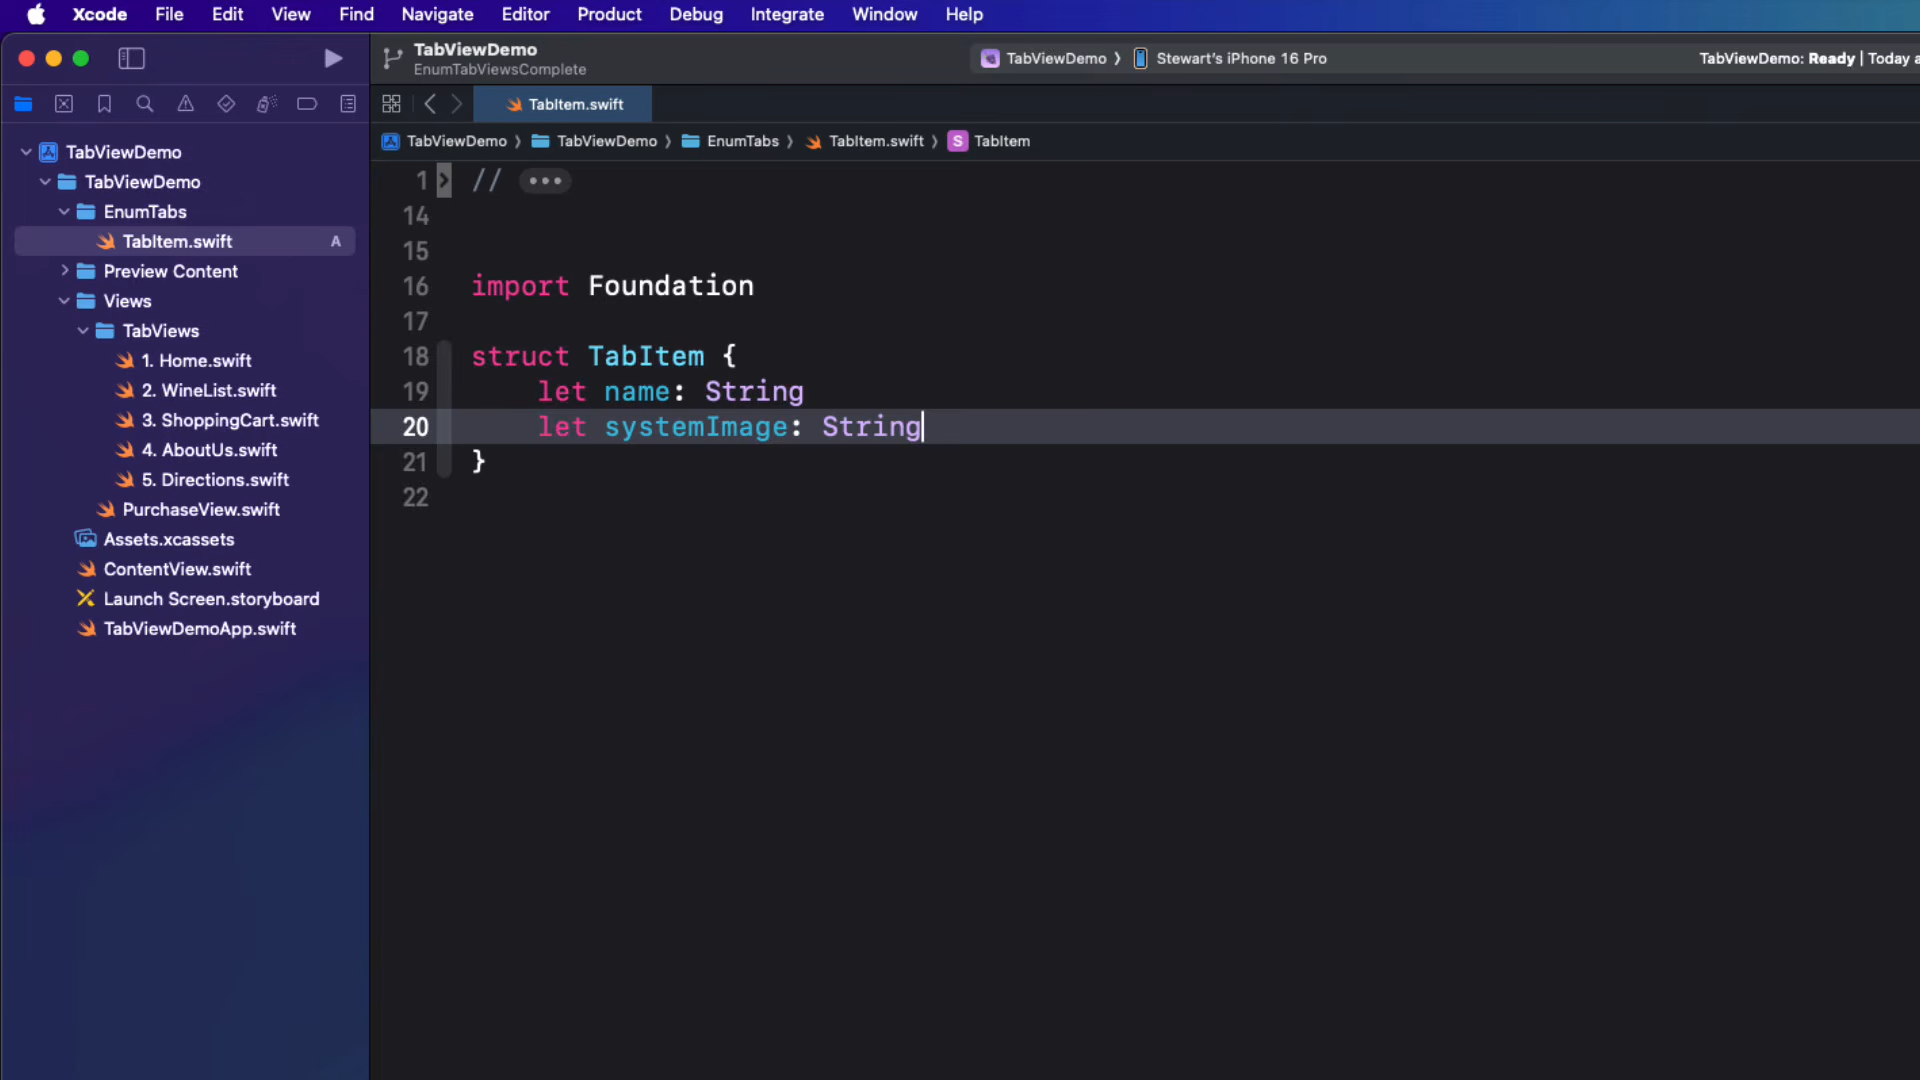 Xcode File Edit View Find Navigate Editor Product Debug Integrate Window Help
TabViewDemo
EnumTabViewsComplete
TabViewDemo 〉 Stewart's iPhone 16 Pro
TabViewDemo: Ready | Today a
TabItem.swift
TabViewDemo 〉 TabViewDemo 〉 EnumTabs 〉 TabItem.swift 〉 S TabItem
TabViewDemo
TabViewDemo
EnumTabs
TabItem.swift A
Preview Content
Views
TabViews
1. Home.swift
2. WineList.swift
3. ShoppingCart.swift
4. AboutUs.swift
5. Directions.swift
PurchaseView.swift
Assets.xcassets
ContentView.swift
Launch Screen.storyboard
TabViewDemoApp.swift
1 // •••
14
15
16 import Foundation
17
18 struct TabItem {
19 let name: String
20 let systemImage: String
21 }
22